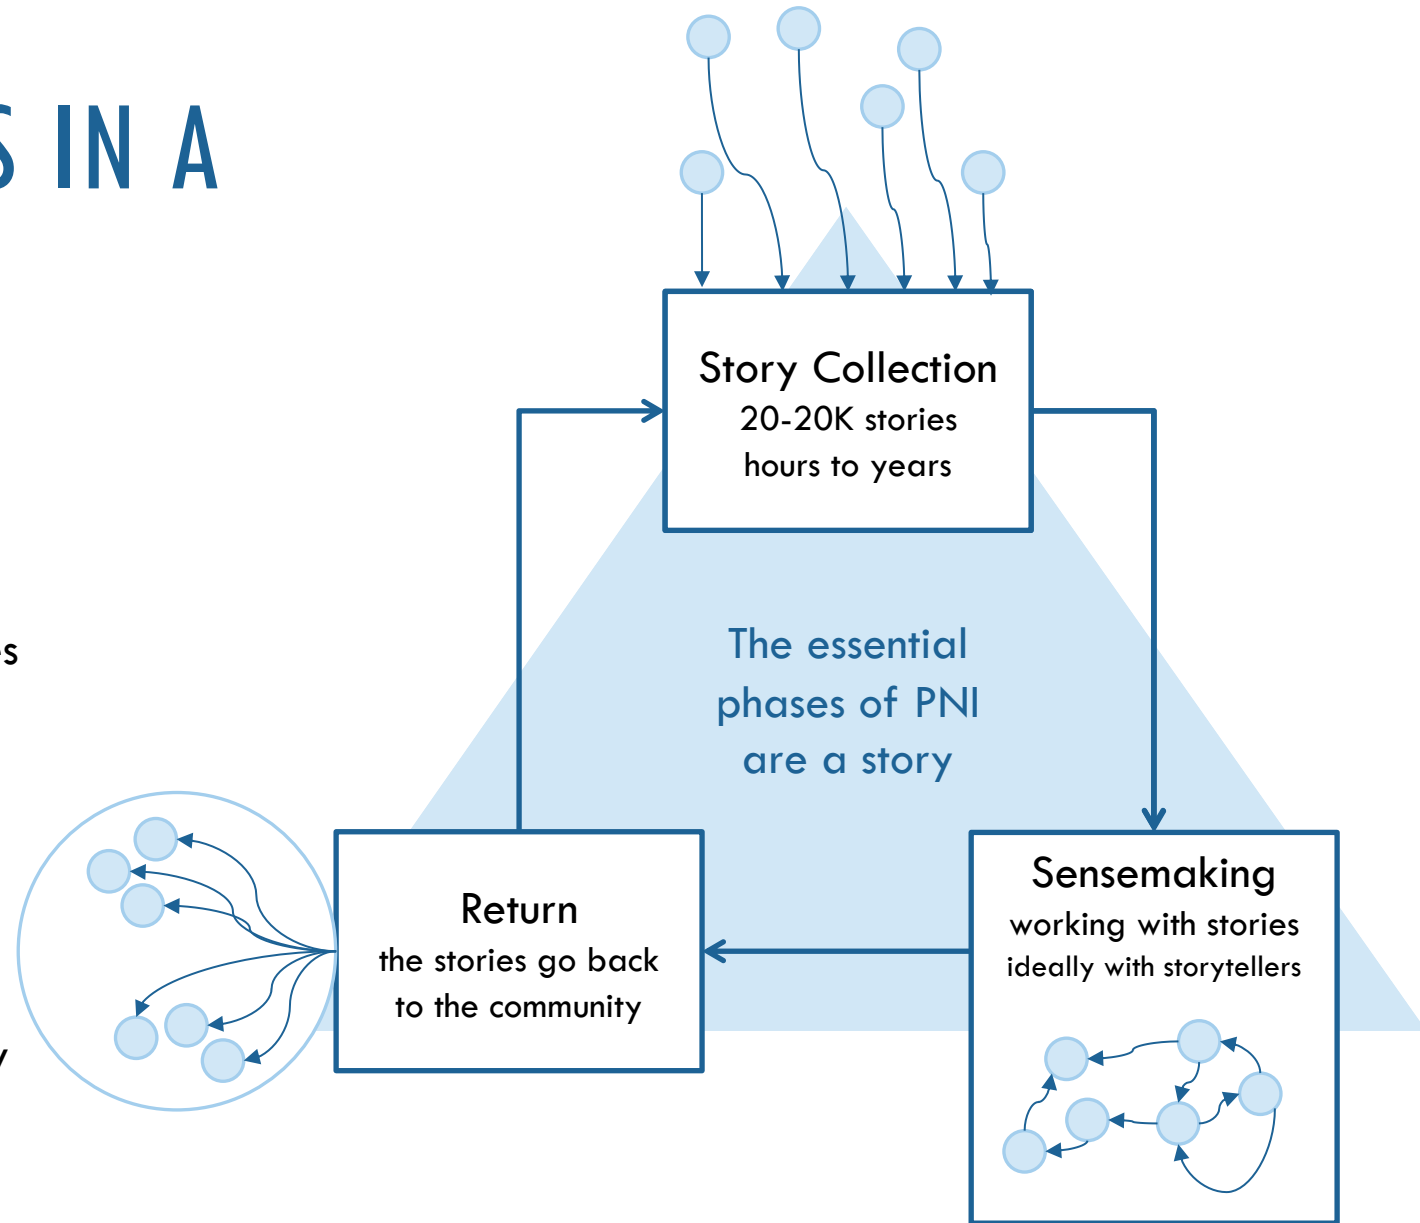 S IN A
Story Collection
20-20K stories
hours to years
The essential
phases of PNI
are a story
es
Return
the stories go back
to the community
Sensemaking
working with stories
ideally with storytellers
y